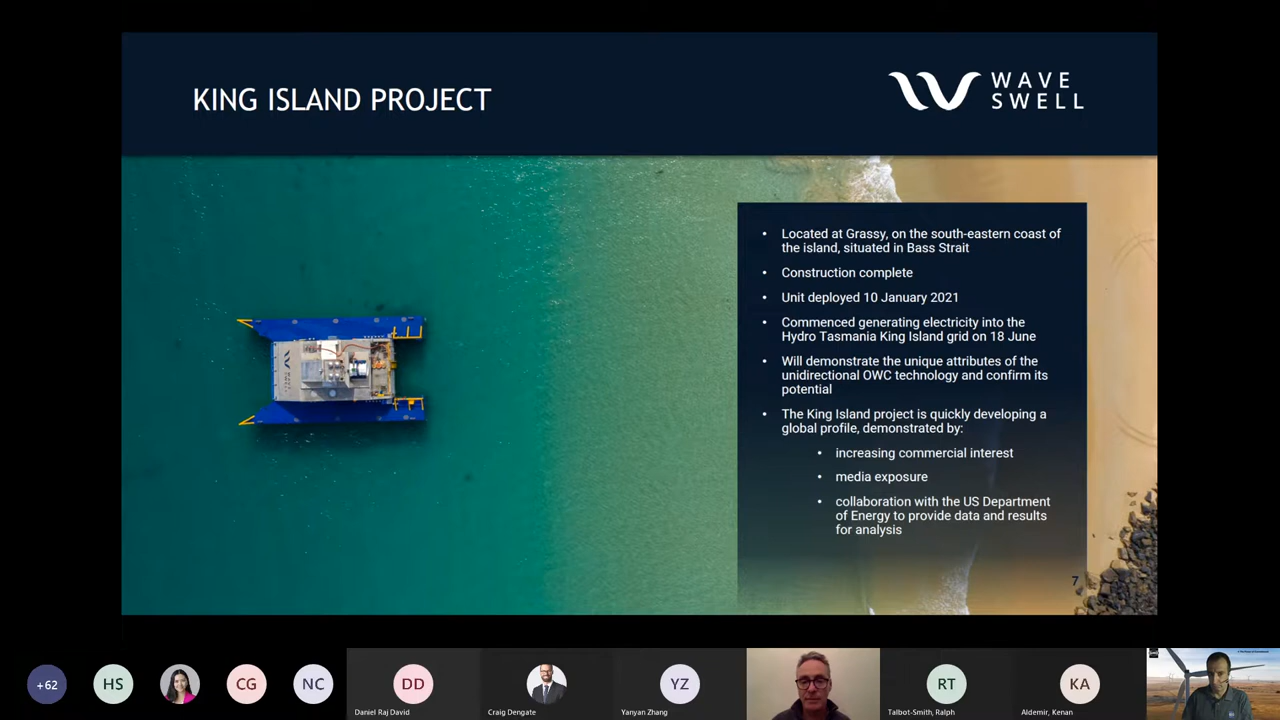 KING ISLAND PROJECT
WAVE
SWELL
• Located at Grassy, on the south-eastern coast of
the island, situated in Bass Strait
• Construction complete
• Unit deployed 10 January 2021
• Commenced generating electricity into the
Hydro Tasmania King Island grid on 18 June
• Will demonstrate the unique attributes of the
unidirectional OWC technology and confirm its
potential
• The King Island project is quickly developing a
global profile, demonstrated by:
• increasing commercial interest
• media exposure
• collaboration with the US Department
of Energy to provide data and results
for analysis
7
+62
HS
CG
NC
DD
Daniel Raj David
Craig Dengate
YZ
Yanyan Zhang
RT
Talbot-Smith, Ralph
KA
Aldemir, Kenan